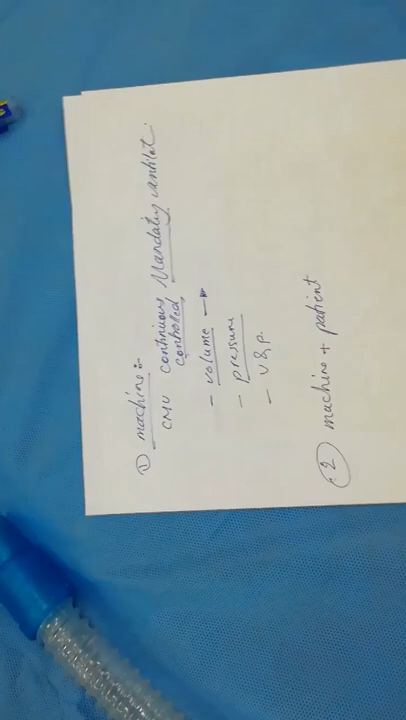 ① machine :-
CMV continuous Mandatory ventilat.
controlled
- volume →
- pressure
- V & P.
② machine + patient